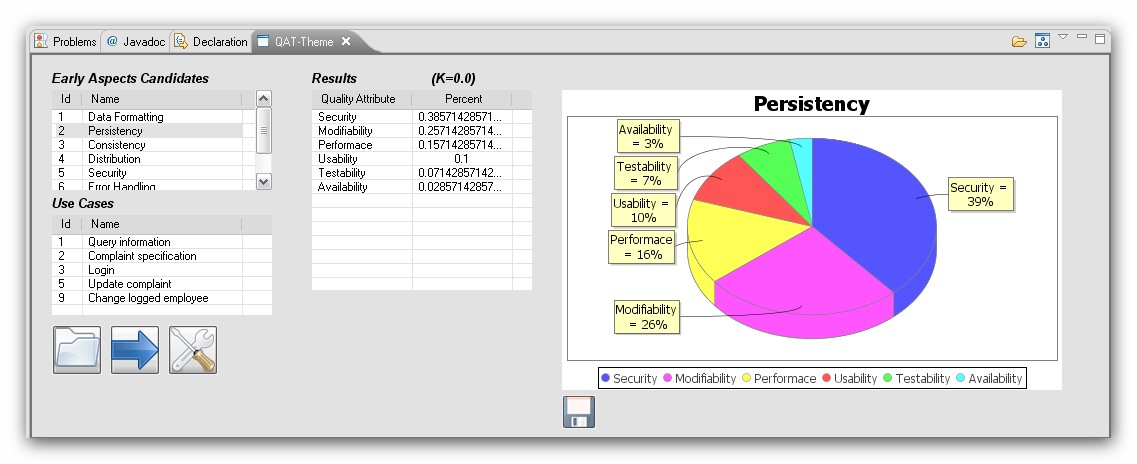 Problems @ Javadoc Declaration QAT-Theme
Early Aspects Candidates
Id Name
1 Data Formatting
2 Persistency
3 Consistency
4 Distribution
5 Security
6 Error Handling
Use Cases
Id Name
1 Query information
2 Complaint specification
3 Login
5 Update complaint
9 Change logged employee
Results (K=0.0)
Quality Attribute Percent
Security 0.38571428571...
Modifiability 0.25714285714...
Performace 0.15714285714...
Usability 0.1
Testability 0.07142857142...
Availability 0.02857142857...
Persistency
Availability
= 3%
Testability
= 7%
Usability =
10%
Performace
= 16%
Modifiability
= 26%
Security =
39%
Security Modifiability Performace Usability Testability Availability